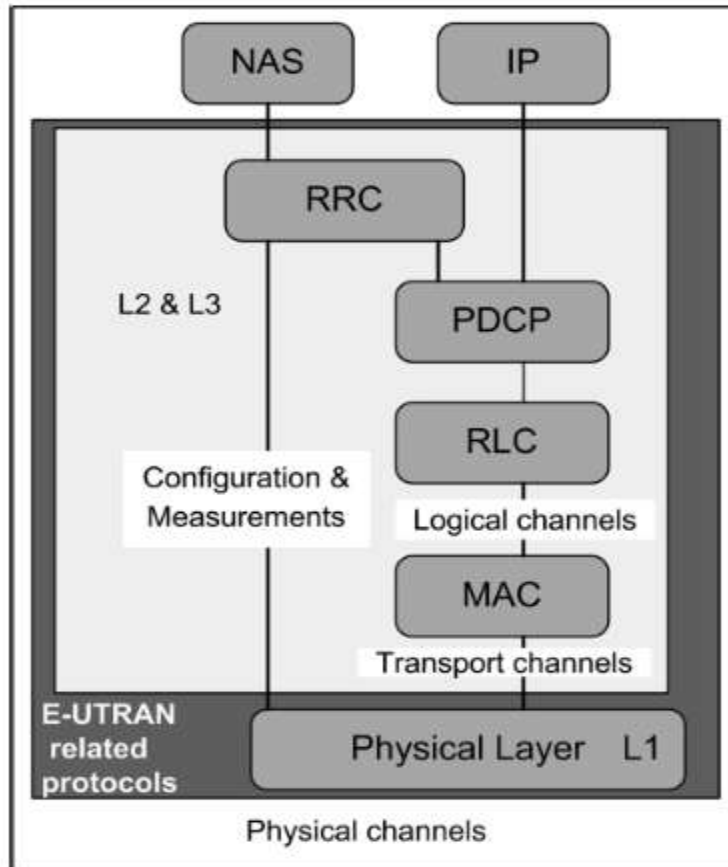 NAS
IP
RRC
L2 & L3
PDCP
RLC
Configuration &
Measurements
Logical channels
MAC
Transport channels
E-UTRAN
related
protocols
Physical Layer L1
Physical channels